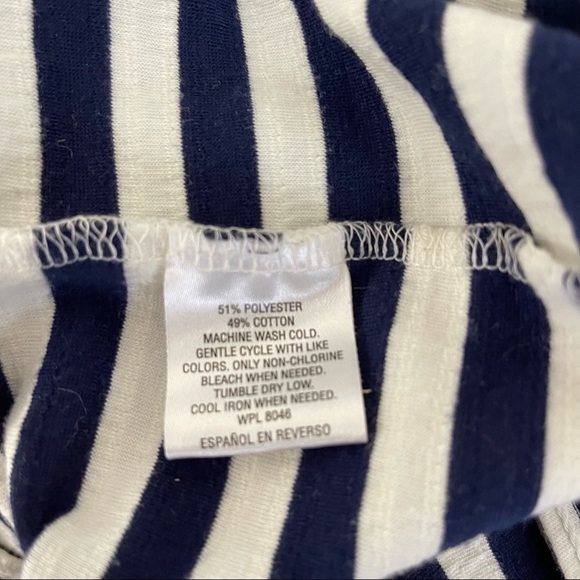 51% POLYESTER
49% COTTON
MACHINE WASH COLD.
GENTLE CYCLE WITH LIKE
COLORS. ONLY NON-CHLORINE
BLEACH WHEN NEEDED.
TUMBLE DRY LOW.
COOL IRON WHEN NEEDED.
WPL 8046
ESPAÑOL EN REVERSO